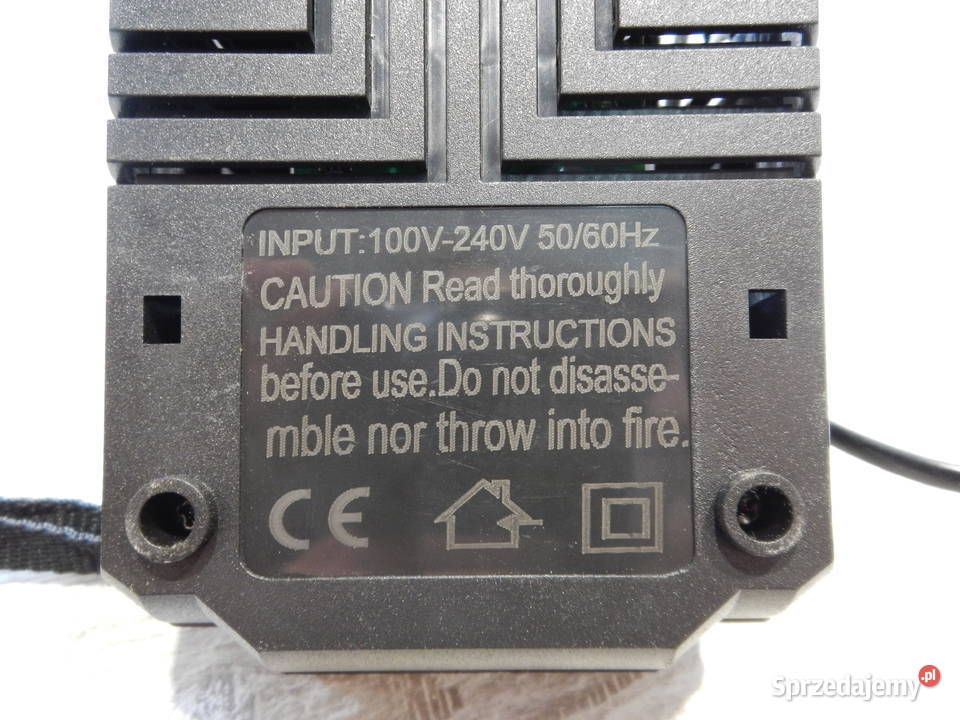 INPUT:100V-240V 50/60Hz
CAUTION Read thoroughly
HANDLING INSTRUCTIONS
before use.Do not disasse-
mble nor throw into fire.
CE
Sprzedajemy.pl